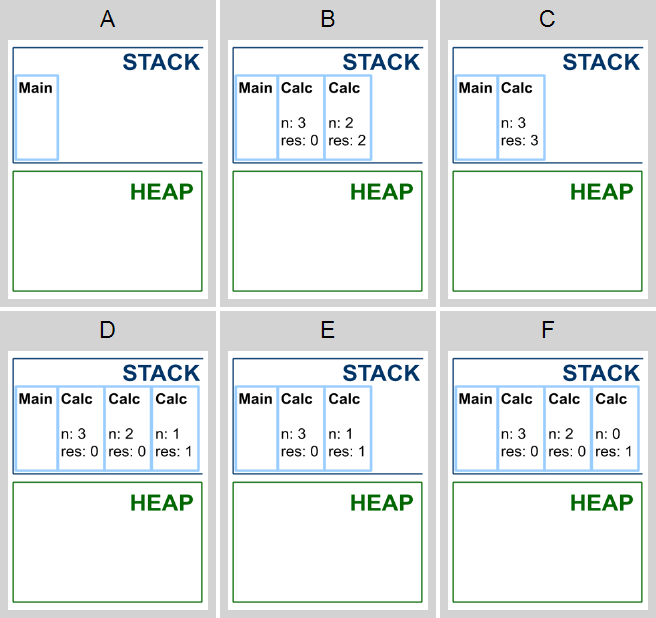 A
STACK
Main
HEAP
B
STACK
Main Calc Calc
n: 3 n: 2
res: 0 res: 2
HEAP
C
STACK
Main Calc
n: 3
res: 3
HEAP
D
STACK
Main Calc Calc Calc
n: 3 n: 2 n: 1
res: 0 res: 0 res: 1
HEAP
E
STACK
Main Calc Calc
n: 3 n: 1
res: 0 res: 1
HEAP
F
STACK
Main Calc Calc Calc
n: 3 n: 2 n: 0
res: 0 res: 0 res: 1
HEAP